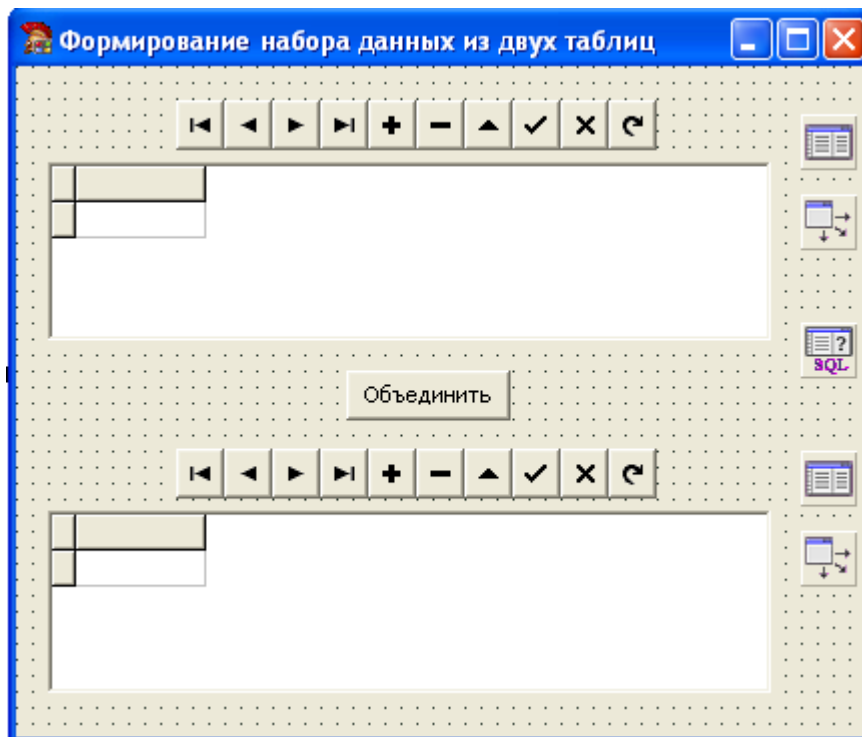 Формирование набора данных из двух таблиц
?
SQL
Объединить